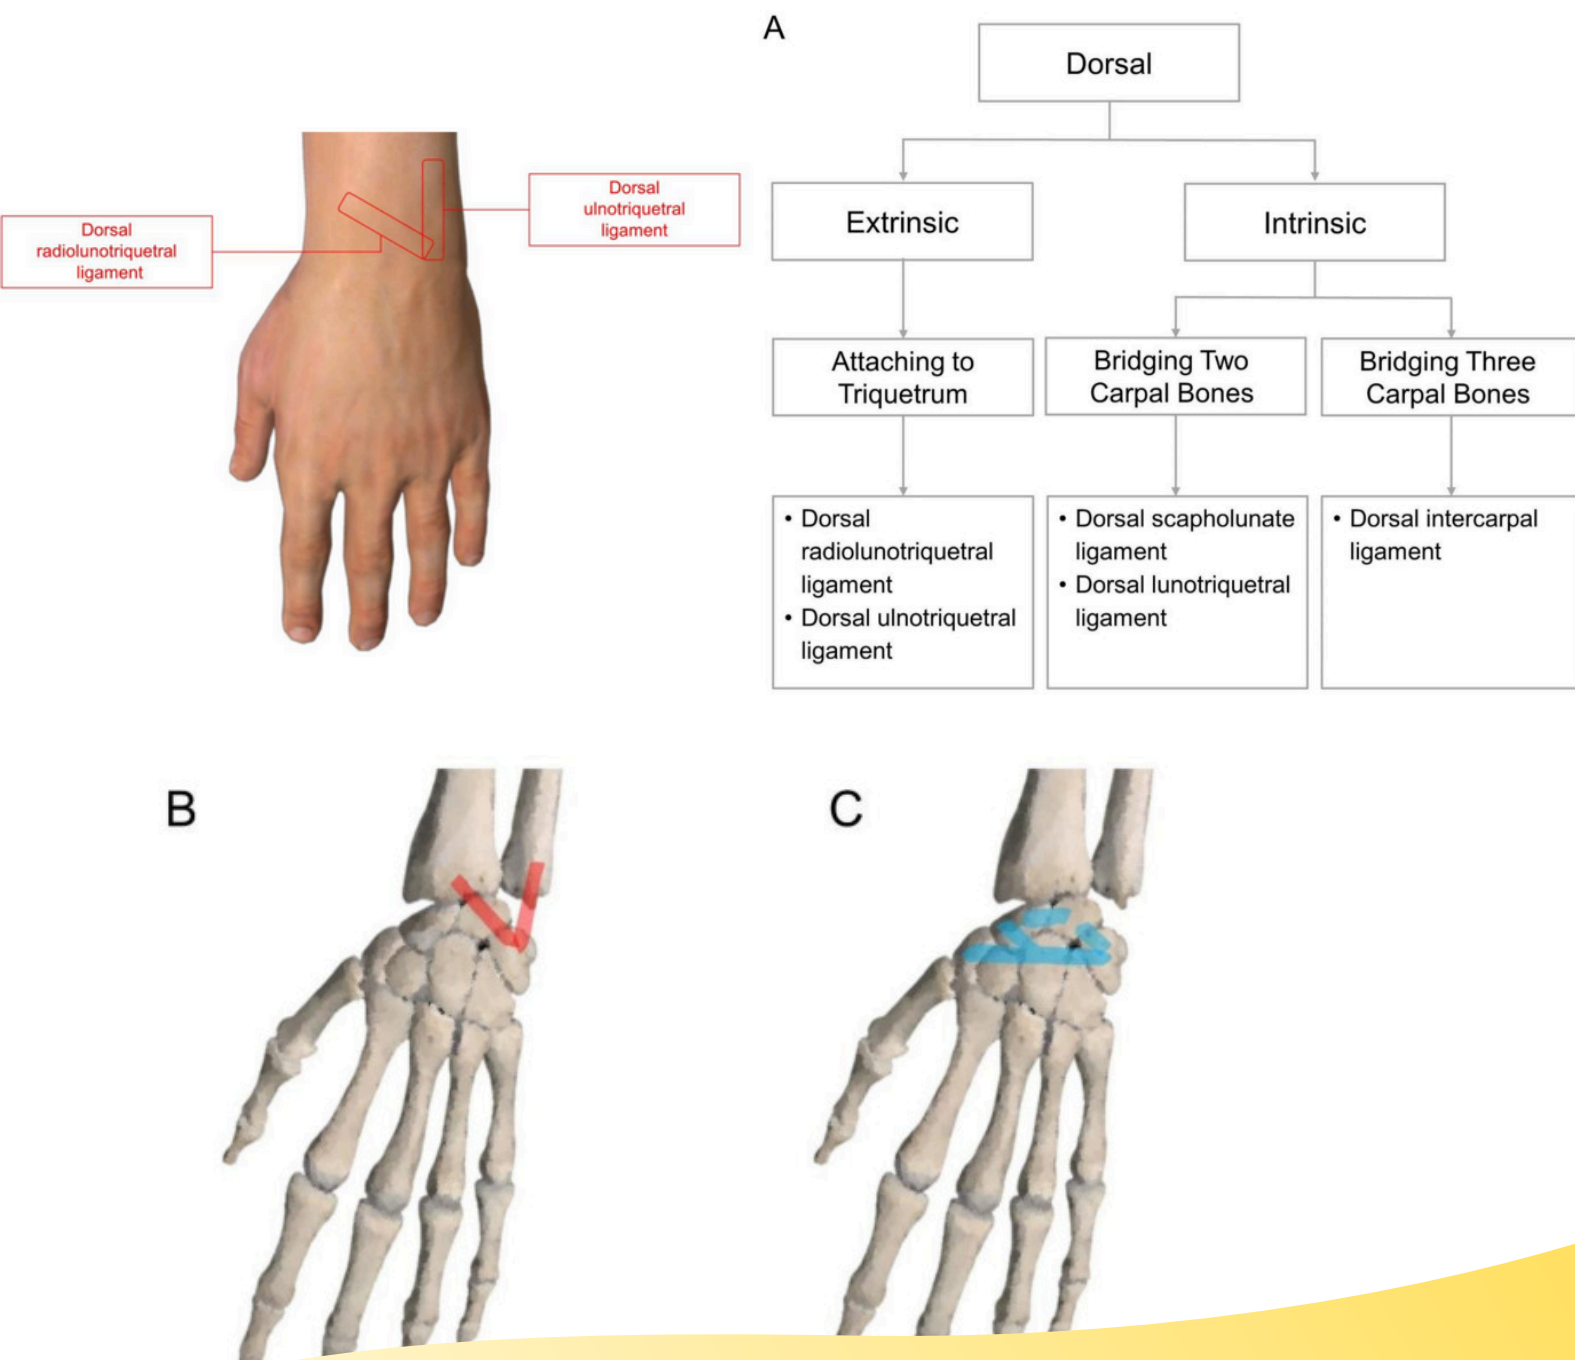 Dorsal
radiolunotriquetral
ligament
Dorsal
ulnotriquetral
ligament
A
Dorsal
Extrinsic
Intrinsic
Attaching to
Triquetrum
Bridging Two
Carpal Bones
Bridging Three
Carpal Bones
• Dorsal
radiolunotriquetral
ligament
• Dorsal ulnotriquetral
ligament
• Dorsal scapholunate
ligament
• Dorsal lunotriquetral
ligament
• Dorsal intercarpal
ligament
B
C